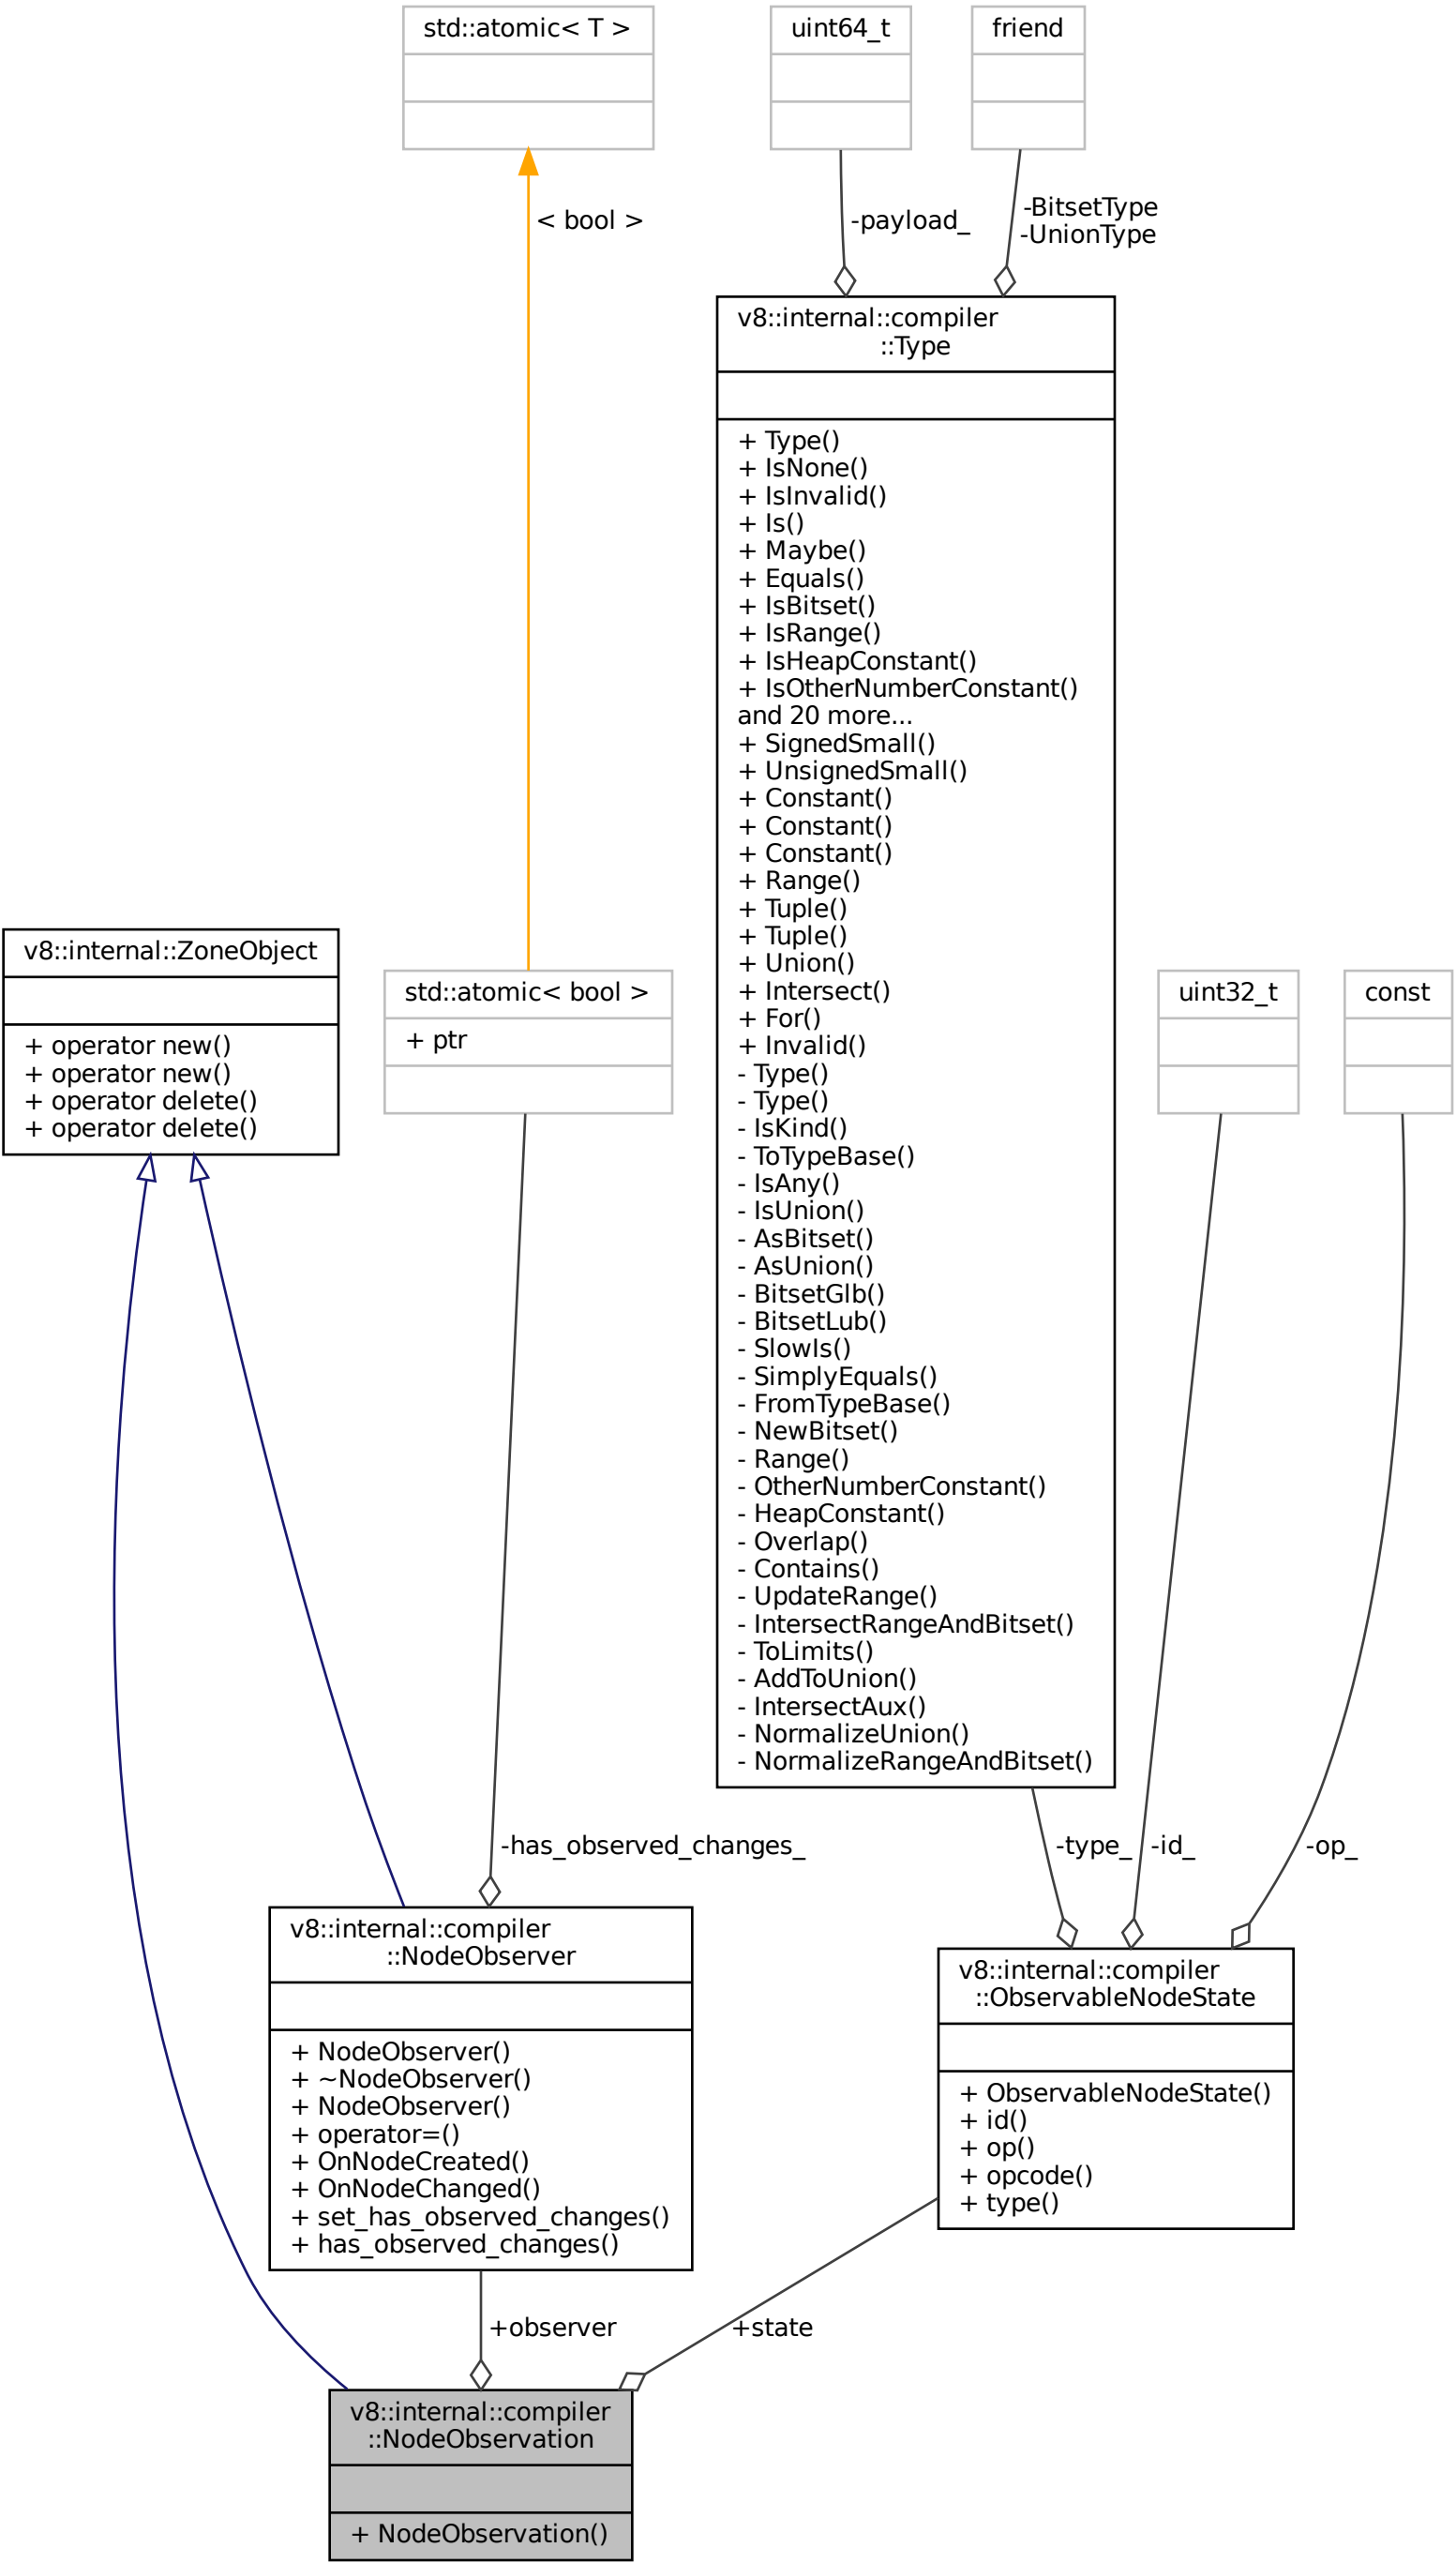 std::atomic< T >
uint64_t
friend
< bool >
-payload_
-BitsetType
-UnionType
v8::internal::compiler
::Type
+ Type()
+ IsNone()
+ IsInvalid()
+ Is()
+ Maybe()
+ Equals()
+ IsBitset()
+ IsRange()
+ IsHeapConstant()
+ IsOtherNumberConstant()
and 20 more...
+ SignedSmall()
+ UnsignedSmall()
+ Constant()
+ Constant()
+ Constant()
+ Range()
+ Tuple()
+ Tuple()
+ Union()
+ Intersect()
+ For()
+ Invalid()
- Type()
- Type()
- IsKind()
- ToTypeBase()
- IsAny()
- IsUnion()
- AsBitset()
- AsUnion()
- BitsetGlb()
- BitsetLub()
- SlowIs()
- SimplyEquals()
- FromTypeBase()
- NewBitset()
- Range()
- OtherNumberConstant()
- HeapConstant()
- Overlap()
- Contains()
- UpdateRange()
- IntersectRangeAndBitset()
- ToLimits()
- AddToUnion()
- IntersectAux()
- NormalizeUnion()
- NormalizeRangeAndBitset()
v8::internal::ZoneObject
+ operator new()
+ operator new()
+ operator delete()
+ operator delete()
std::atomic< bool >
+ ptr
uint32_t
const
-has_observed_changes_
-type_
-id_
-op_
v8::internal::compiler
::NodeObserver
+ NodeObserver()
+ ~NodeObserver()
+ NodeObserver()
+ operator=()
+ OnNodeCreated()
+ OnNodeChanged()
+ set_has_observed_changes()
+ has_observed_changes()
v8::internal::compiler
::ObservableNodeState
+ ObservableNodeState()
+ id()
+ op()
+ opcode()
+ type()
+observer
+state
v8::internal::compiler
::NodeObservation
+ NodeObservation()